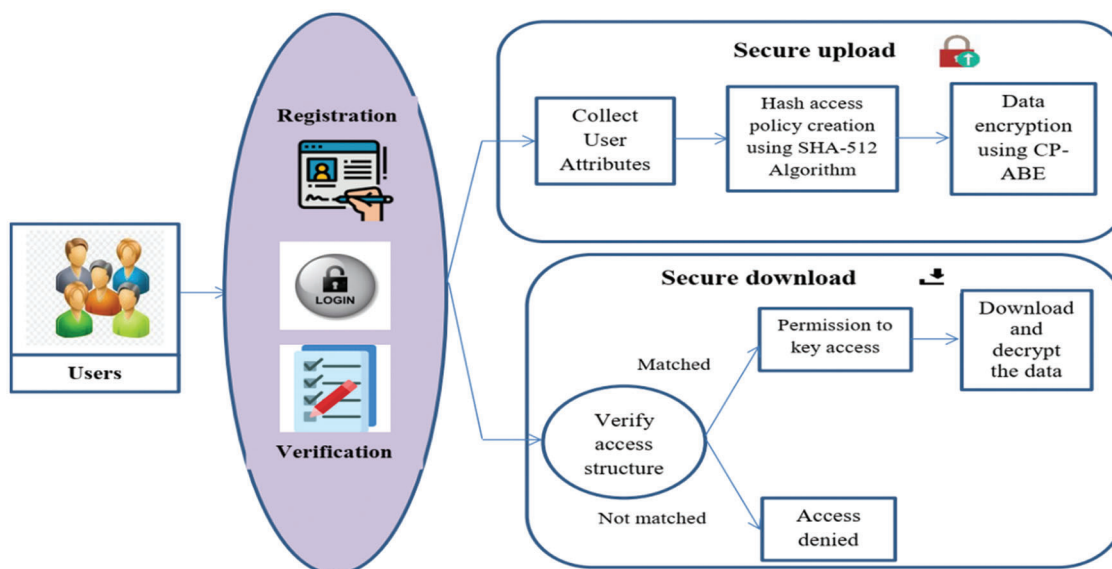 Users
Registration
LOGIN
Verification
Secure upload
Collect
User
Attributes
Hash access
policy creation
using SHA-512
Algorithm
Data
encryption
using CP-
ABE
Secure download
Verify
access
structure
Matched
Permission to
key access
Download
and
decrypt
the data
Not matched
Access
denied